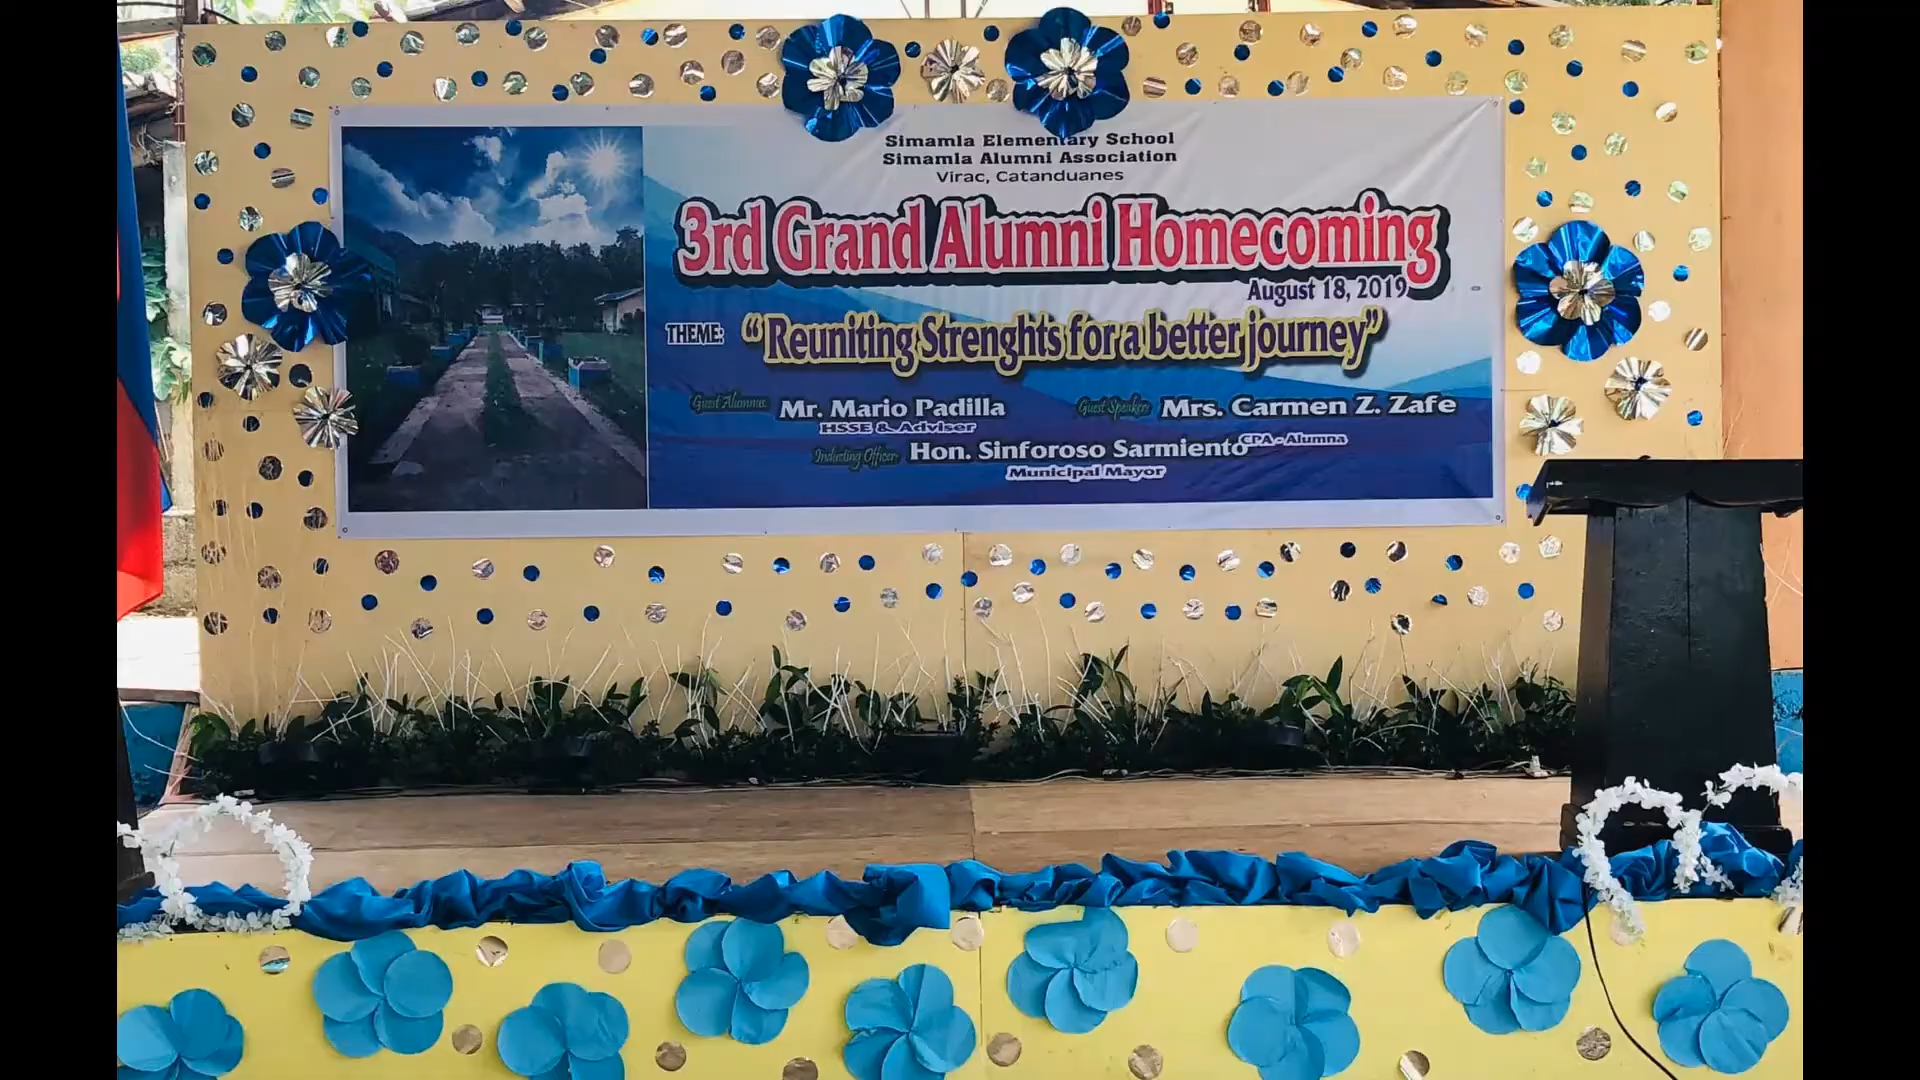 Simamla Elementary School
Simamla Alumni Association
Virac, Catanduanes
3rd Grand Alumni Homecoming
August 18, 2019
THEME: "Reuniting Strenghts for a better journey"
Guest Alumnus: Mr. Mario Padilla
HSSE & Adviser
Guest Speaker: Mrs. Carmen Z. Zafe
CPA - Alumna
Inducting Officer: Hon. Sinforoso Sarmiento
Municipal Mayor